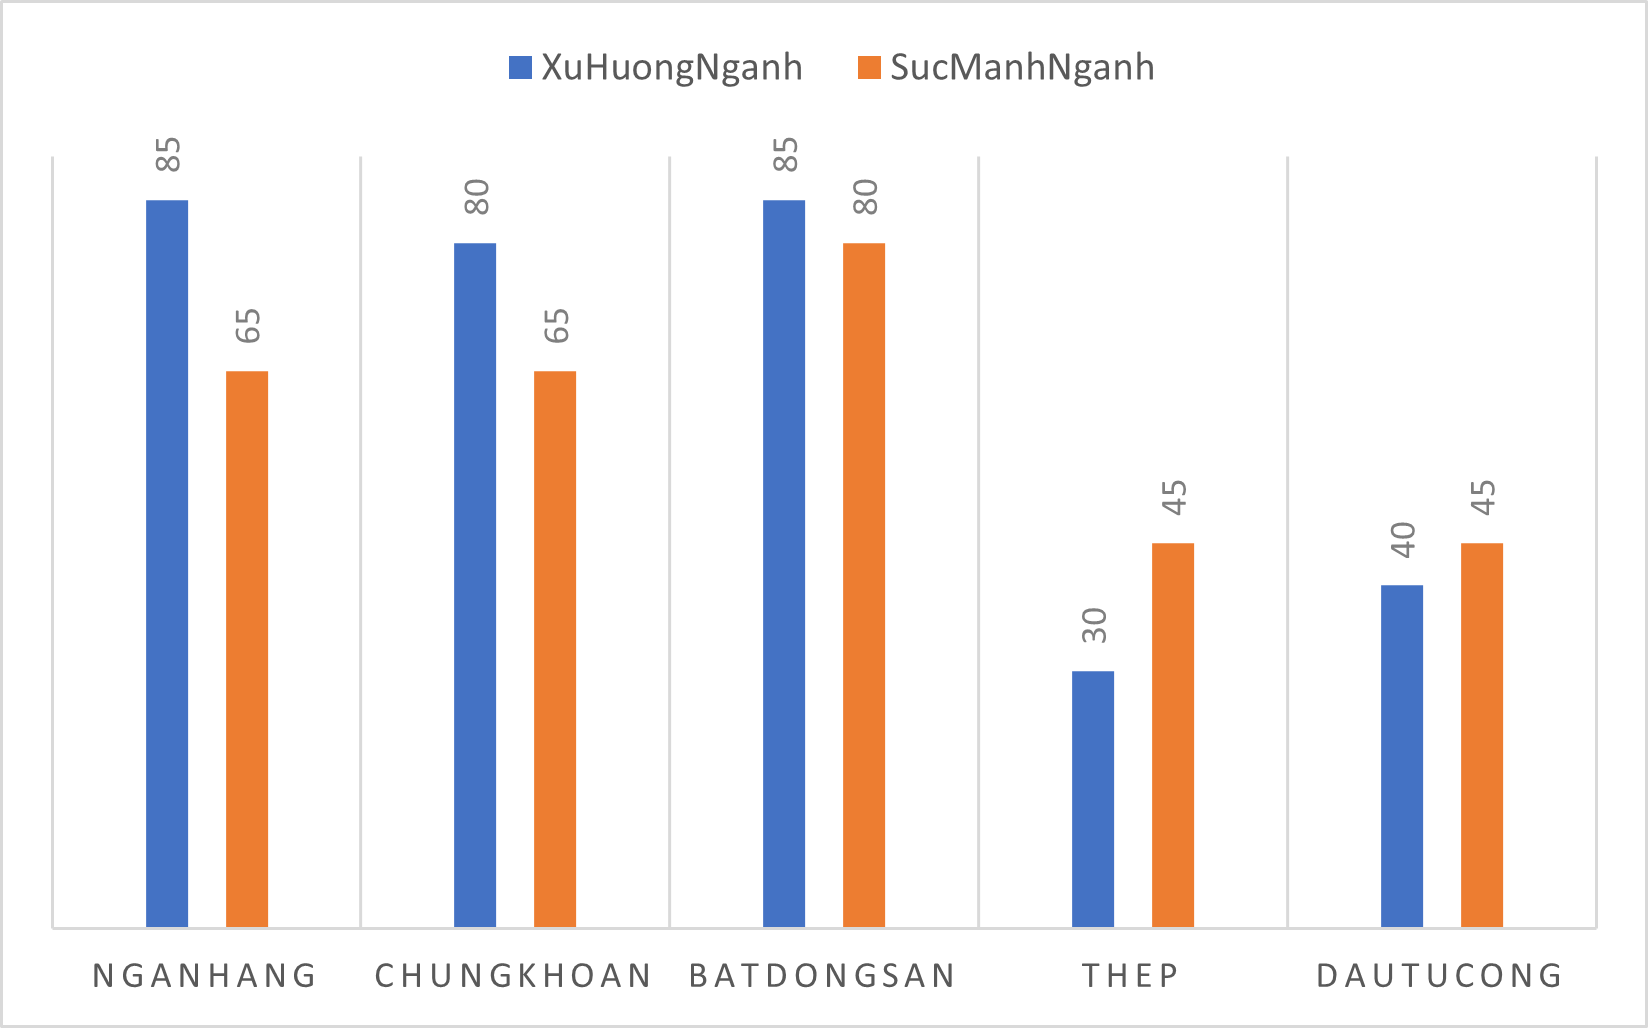 XuHuongNganh SucManhNganh
85 65 80 65 85 80 30 45 40 45
NGANHANG CHUNGKHOAN BATDONGSAN THEP DAUTUCONG